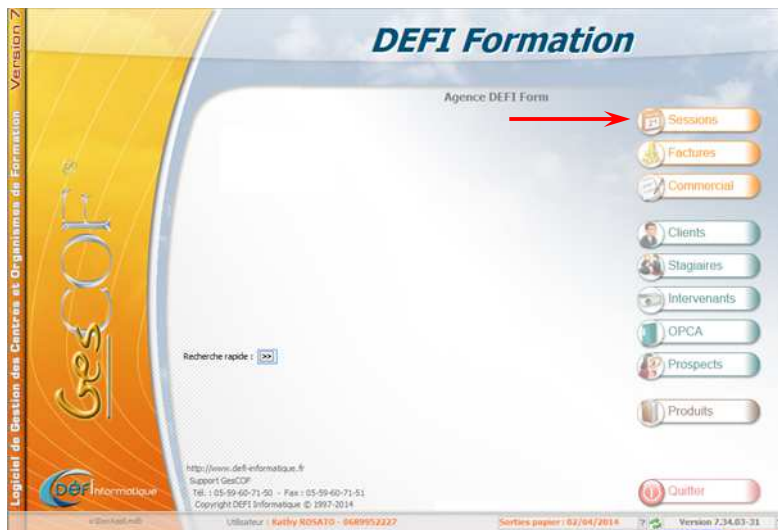 Logiciel de Gestion des Centres et Organismes de Formation Version 7
GesCOF
DÉFI Informatique
DEFI Formation
Agence DEFI Form
Sessions
Factures
Commercial
Clients
Stagiaires
Intervenants
OPCA
Prospects
Produits
Quitter
Recherche rapide : >>
http://www.defi-informatique.fr
Support GesCOF
Tél. : 05-59-60-71-50 - Fax : 05-59-60-71-51
Copyright DEFI Informatique © 1997-2014
Utilisateur : Kathy ROSATO - 0689952227
Sorties papier : 02/04/2014
? Version 7.34.03-31